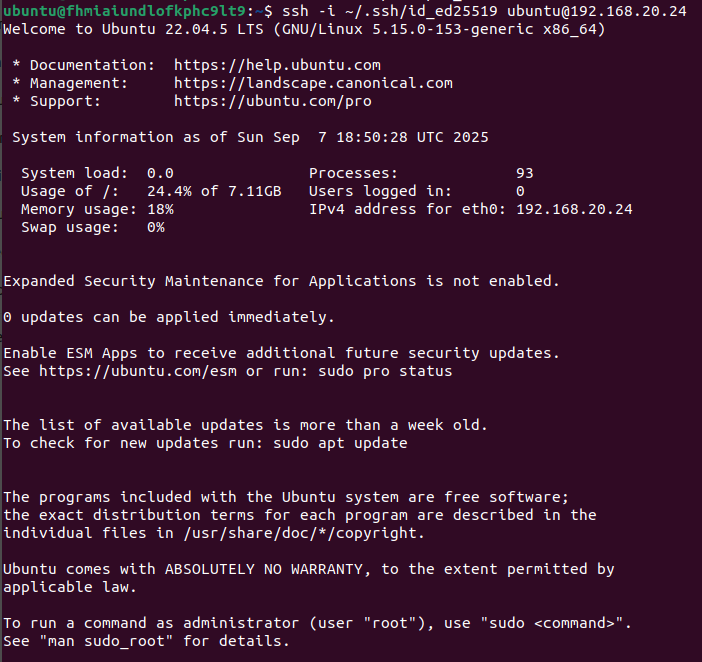 ubuntu@fhmiaiundlofkphc9lt9:~$ ssh -i ~/.ssh/id_ed25519 ubuntu@192.168.20.24
Welcome to Ubuntu 22.04.5 LTS (GNU/Linux 5.15.0-153-generic x86_64)

 * Documentation:  https://help.ubuntu.com
 * Management:     https://landscape.canonical.com
 * Support:        https://ubuntu.com/pro

 System information as of Sun Sep  7 18:50:28 UTC 2025

  System load:  0.0               Processes:             93
  Usage of /:   24.4% of 7.11GB   Users logged in:       0
  Memory usage: 18%               IPv4 address for eth0: 192.168.20.24
  Swap usage:   0%


Expanded Security Maintenance for Applications is not enabled.

0 updates can be applied immediately.

Enable ESM Apps to receive additional future security updates.
See https://ubuntu.com/esm or run: sudo pro status


The list of available updates is more than a week old.
To check for new updates run: sudo apt update


The programs included with the Ubuntu system are free software;
the exact distribution terms for each program are described in the
individual files in /usr/share/doc/*/copyright.

Ubuntu comes with ABSOLUTELY NO WARRANTY, to the extent permitted by
applicable law.

To run a command as administrator (user "root"), use "sudo <command>".
See "man sudo_root" for details.